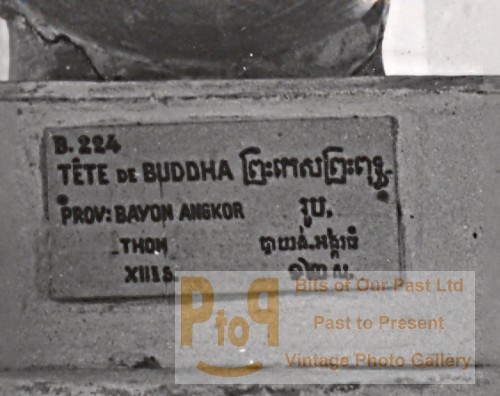 B. 224
TÊTE DE BUDDHA ព្រះកេសព្រះពុទ្ធ.
PROV: BAYON ANGKOR រូប.
THOM បាយ័ន. អង្គរធំ
XIII S. ១៣ ស.
PtoP
Bits of Our Past Ltd
Past to Present
Vintage Photo Gallery